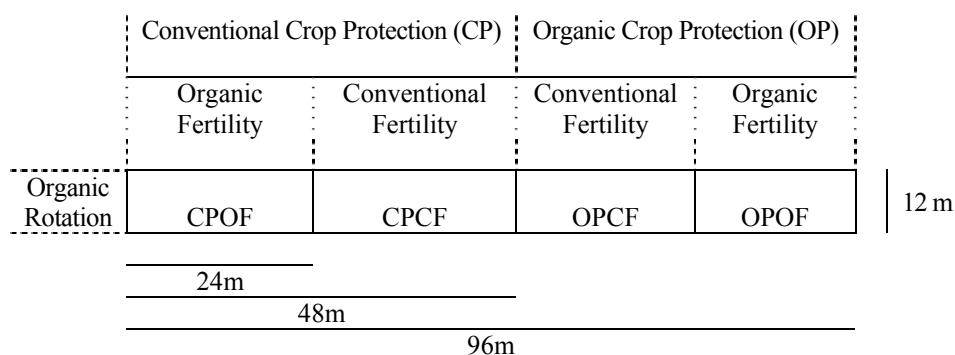 Conventional Crop Protection (CP)
Organic Crop Protection (OP)
Organic
Fertility
Conventional
Fertility
Conventional
Fertility
Organic
Fertility
Organic
Rotation
CPOF
CPCF
OPCF
OPOF
12 m
24m
48m
96m